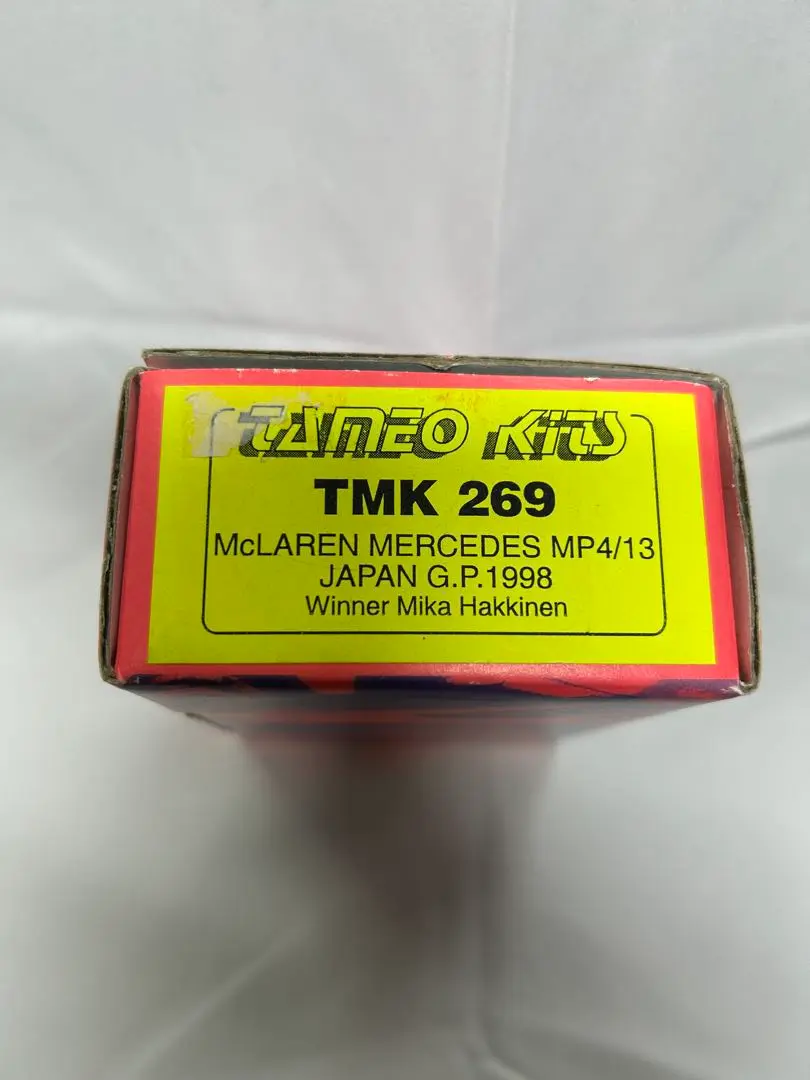 TAMEO KITS
TMK 269
McLAREN MERCEDES MP4/13
JAPAN G.P.1998
Winner Mika Hakkinen